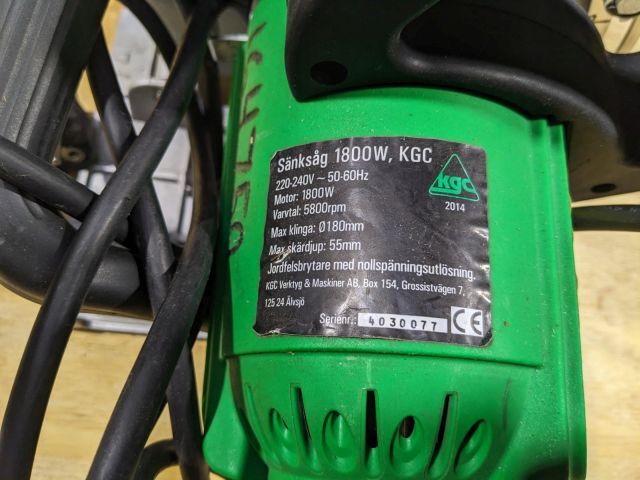 Sänksåg 1800W, KGC
220-240V ~ 50-60Hz
Motor: 1800W
Varvtal: 5800rpm
Max klinga: Ø180mm
Max skärdjup: 55mm
Jordfelsbrytare med nollspänningsutlösning.
KGC Verktyg & Maskiner AB, Box 154, Grossistvägen 7,
125 24 Älvsjö
Serienr.: 4030077 CE
kgc
2014